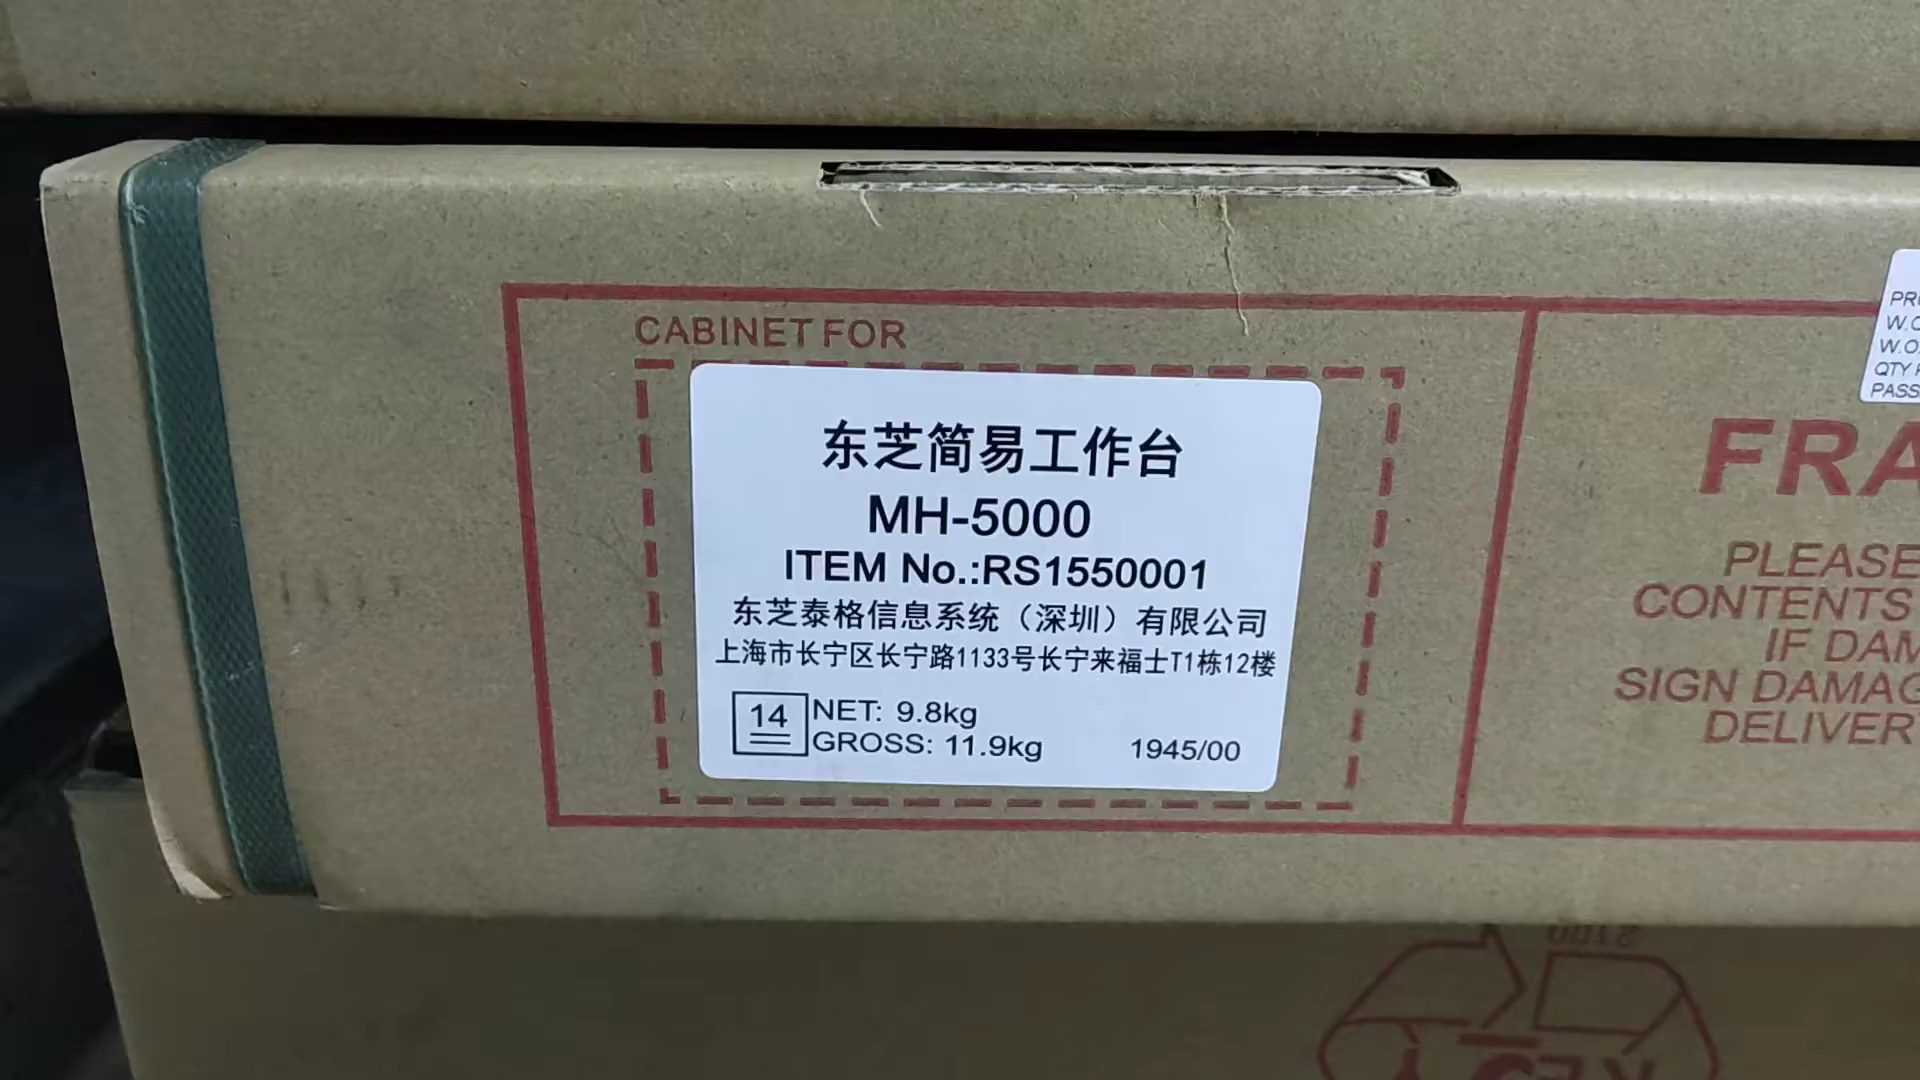 CABINET FOR
东芝简易工作台
MH-5000
ITEM No.:RS1550001
东芝泰格信息系统（深圳）有限公司
上海市长宁区长宁路1133号长宁来福士T1栋12楼
14
NET: 9.8kg
GROSS: 11.9kg
1945/00
QTY
PASS
FRA
PLEASE
CONTENTS
IF DAM
SIGN DAMAG
DELIVER